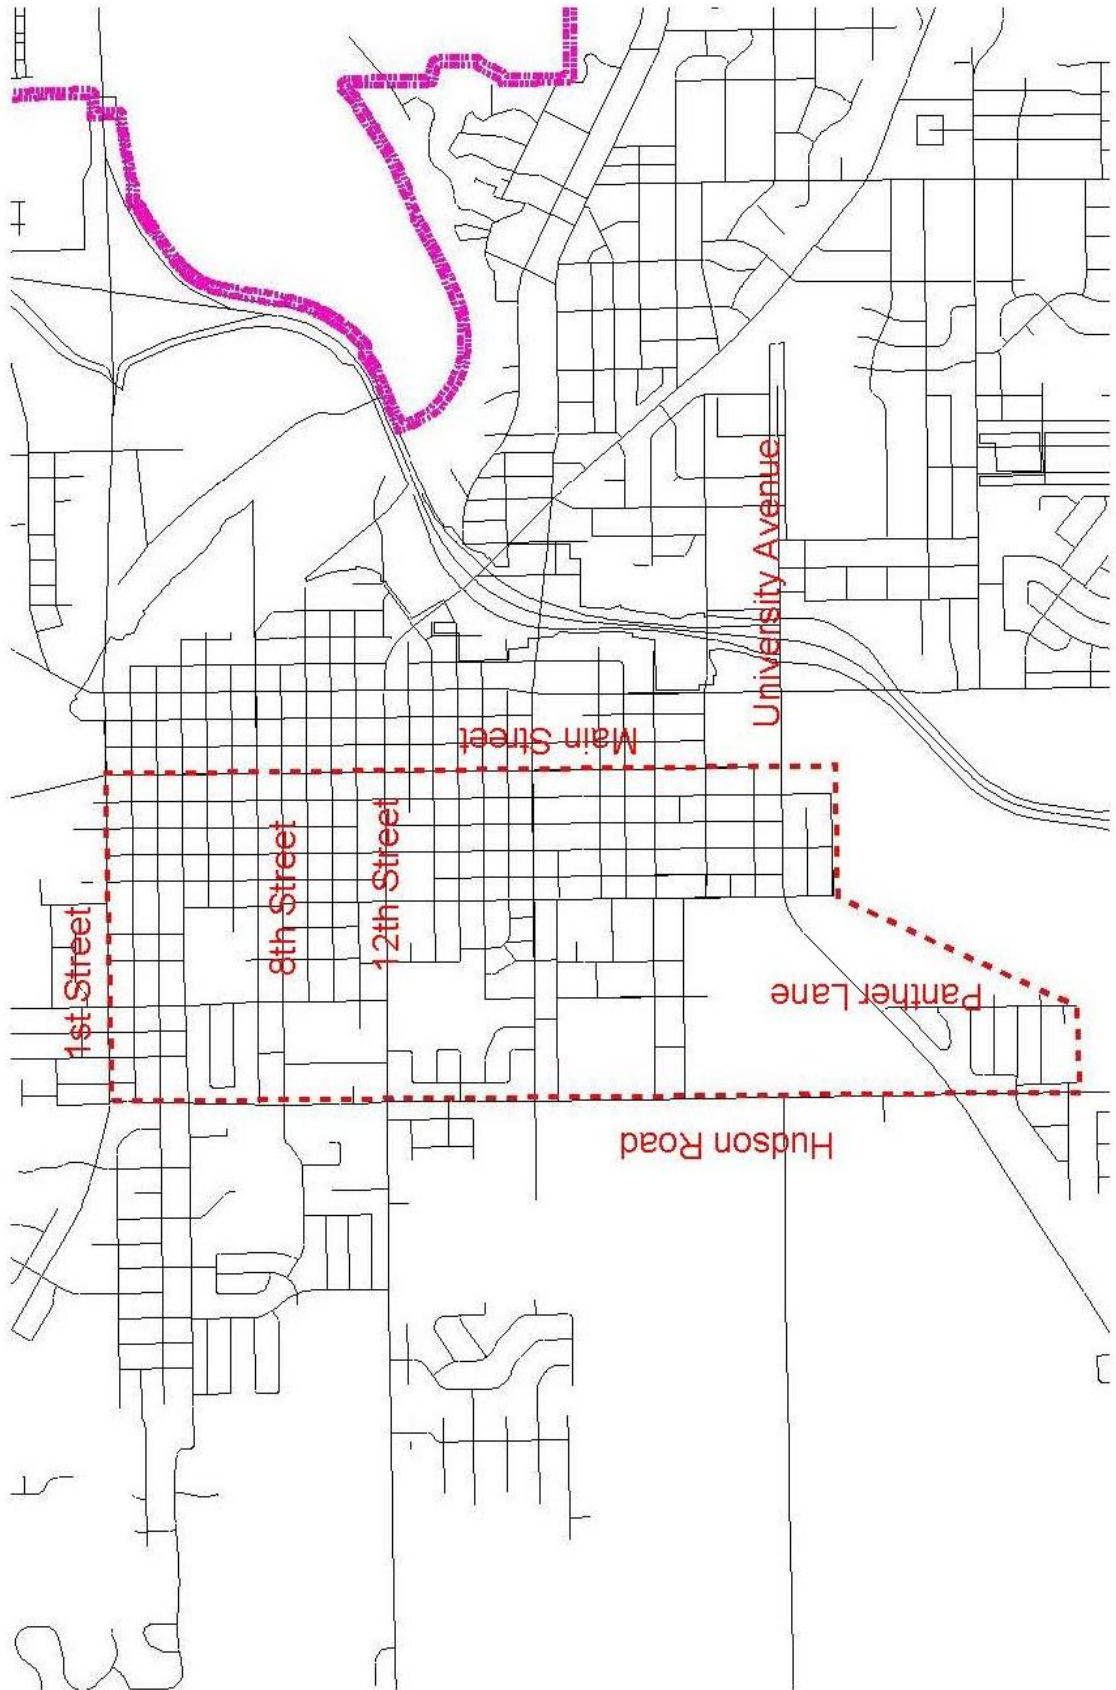 University Avenue
Main Street
8th Street
12th Street
1st Street
Panther Lane
Hudson Road